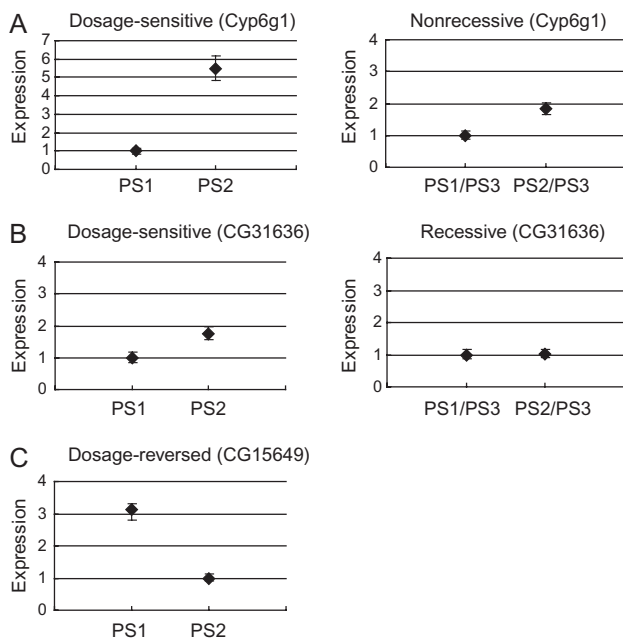 A
Dosage-sensitive (Cyp6g1)
Expression
7
6
5
4
3
2
1
0
PS1 PS2
Nonrecessive (Cyp6g1)
Expression
4
3
2
1
0
PS1/PS3 PS2/PS3
B
Dosage-sensitive (CG31636)
Expression
4
3
2
1
0
PS1 PS2
Recessive (CG31636)
Expression
4
3
2
1
0
PS1/PS3 PS2/PS3
C
Dosage-reversed (CG15649)
Expression
4
3
2
1
0
PS1 PS2